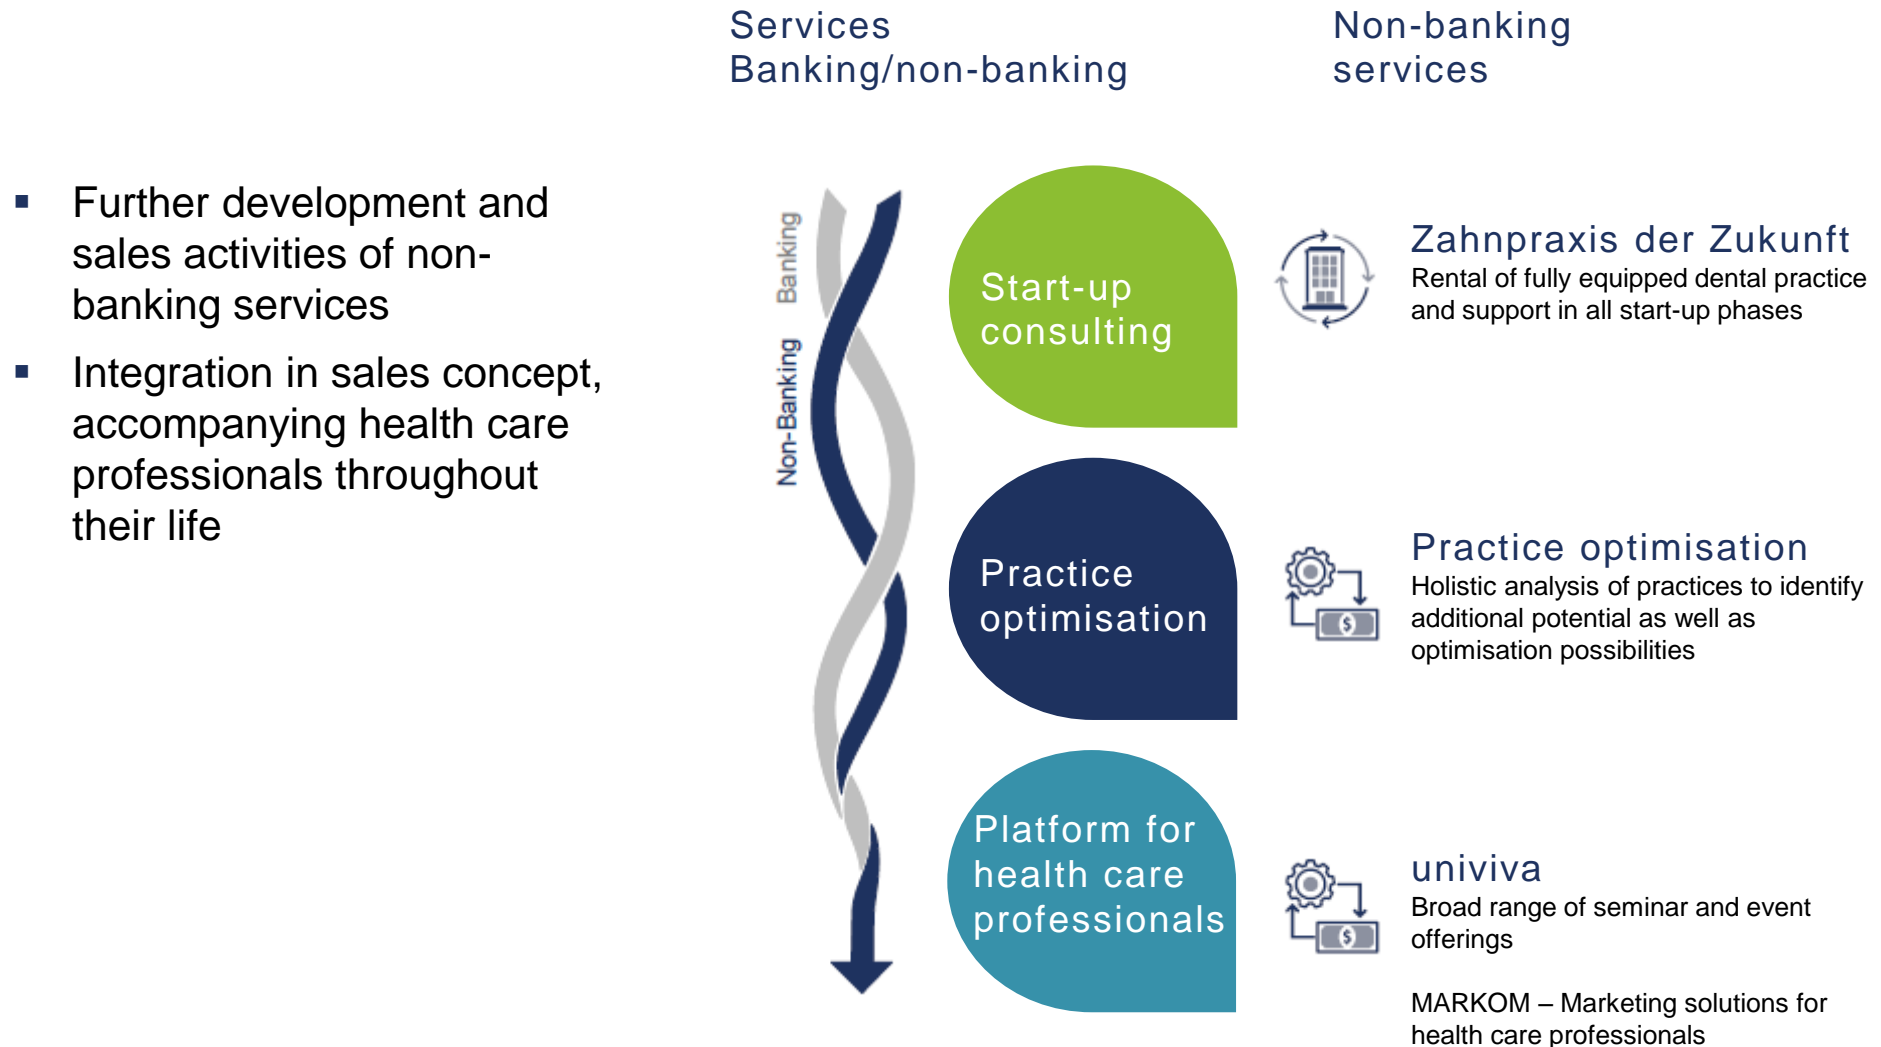 Services
Banking/non-banking
Non-banking
services
▪ Further development and
sales activities of non-
banking services
▪ Integration in sales concept,
accompanying health care
professionals throughout
their life
Banking
Non-Banking
Start-up
consulting
Zahnpraxis der Zukunft
Rental of fully equipped dental practice
and support in all start-up phases
Practice
optimisation
Practice optimisation
Holistic analysis of practices to identify
additional potential as well as
optimisation possibilities
$
Platform for
health care
professionals
univiva
Broad range of seminar and event
offerings
$
MARKOM – Marketing solutions for
health care professionals